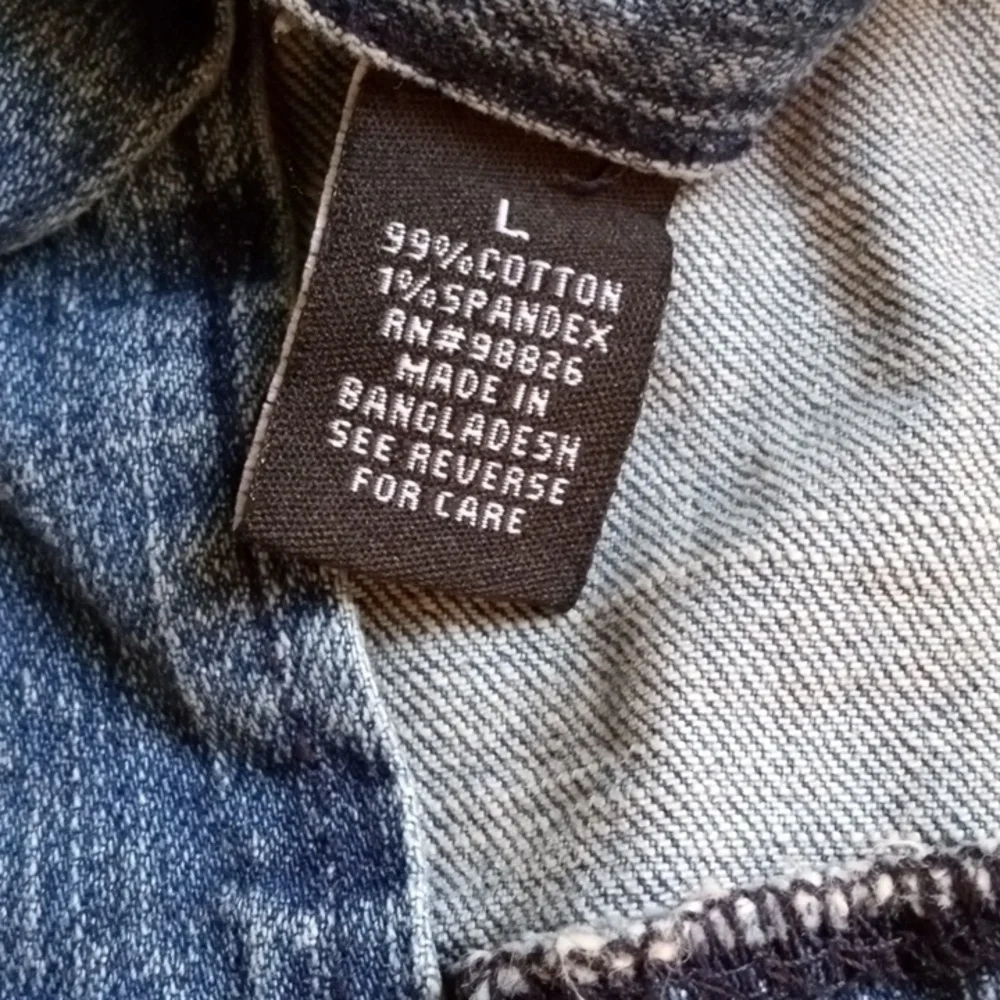 L
99%COTTON
1%SPANDEX
RN#98826
MADE IN
BANGLADESH
SEE REVERSE
FOR CARE